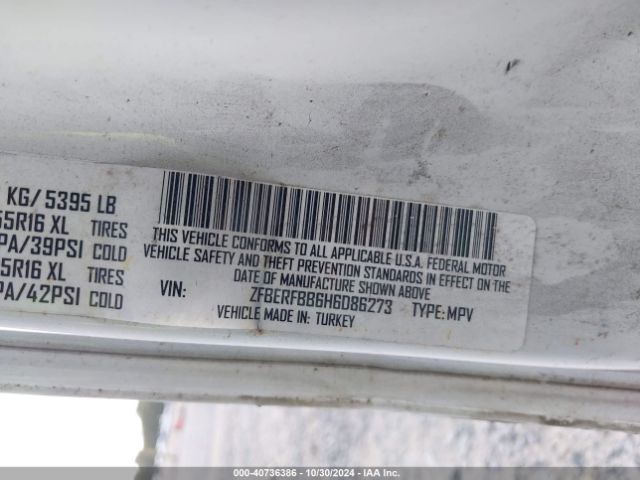 KG/ 5395 LB
55R16 XL TIRES
PA/39PSI COLD
5R16 XL TIRES
PA/42PSI COLD
THIS VEHICLE CONFORMS TO ALL APPLICABLE U.S.A. FEDERAL MOTOR
VEHICLE SAFETY AND THEFT PREVENTION STANDARDS IN EFFECT ON THE
DATE OF MANUFACTURE SHOWN ABOVE
VIN: ZFBERFBB6H6D86273 TYPE:MPV
VEHICLE MADE IN: TURKEY
000-40736386 - 10/30/2024 - IAA Inc.